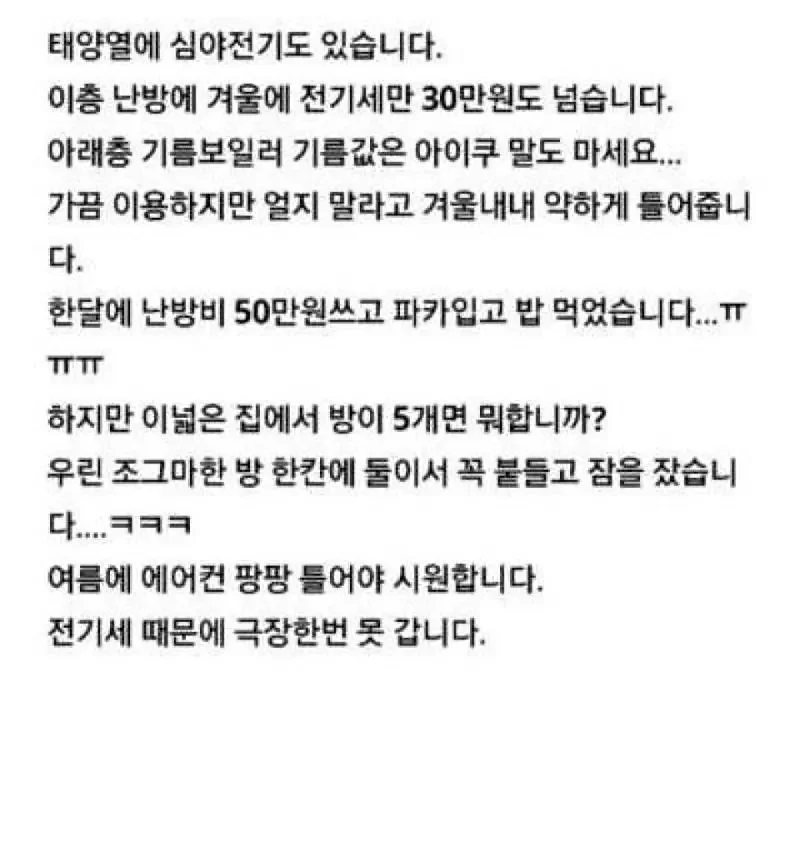 태양열에 심야전기도 있습니다.
이층 난방에 겨울에 전기세만 30만원도 넘습니다.
아래층 기름보일러 기름값은 아이쿠 말도 마세요...
가끔 이용하지만 얼지 말라고 겨울내내 약하게 틀어줍니
다.
한달에 난방비 50만원쓰고 파카입고 밥 먹었습니다...ㅠ
ㅠㅠ
하지만 이넓은 집에서 방이 5개면 뭐합니까?
우린 조그마한 방 한칸에 둘이서 꼭 붙들고 잠을 잤습니
다....ㅋㅋㅋ
여름에 에어컨 팡팡 틀어야 시원합니다.
전기세 때문에 극장한번 못 갑니다.